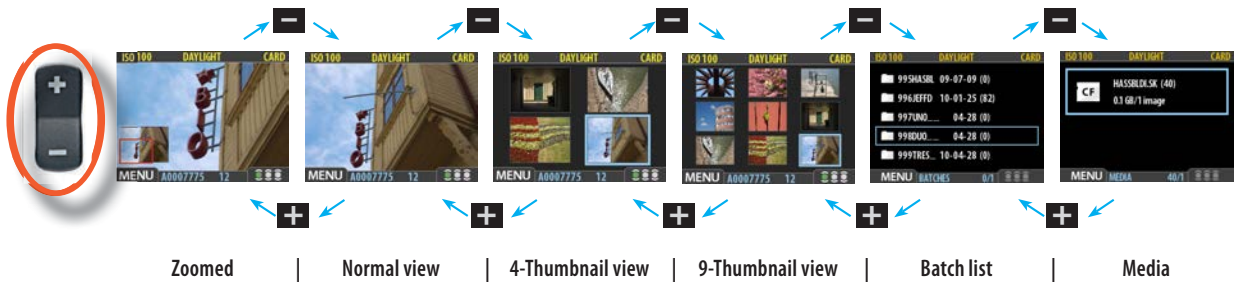 − − − − −
ISO 100 DAYLIGHT CARD
MENU A0007775 12
ISO 100 DAYLIGHT CARD
MENU A0007775 12
ISO 100 DAYLIGHT CARD
MENU A0007775 12
ISO 100 DAYLIGHT CARD
MENU A0007775 12
ISO 100 DAYLIGHT CARD
995HASBL 09-07-09 (0)
996JEFFD 10-01-25 (82)
997UNO__ 04-28 (0)
998DUO__ 04-28 (0)
999TRES_ 10-04-28 (0)
MENU BATCHES 0/1
ISO 100 DAYLIGHT CARD
CF HASSBLDI.SK (40)
0.1 GB/1 image
MENU MEDIA 40/1
+ −
+ + + + +
Zoomed | Normal view | 4-Thumbnail view | 9-Thumbnail view | Batch list | Media